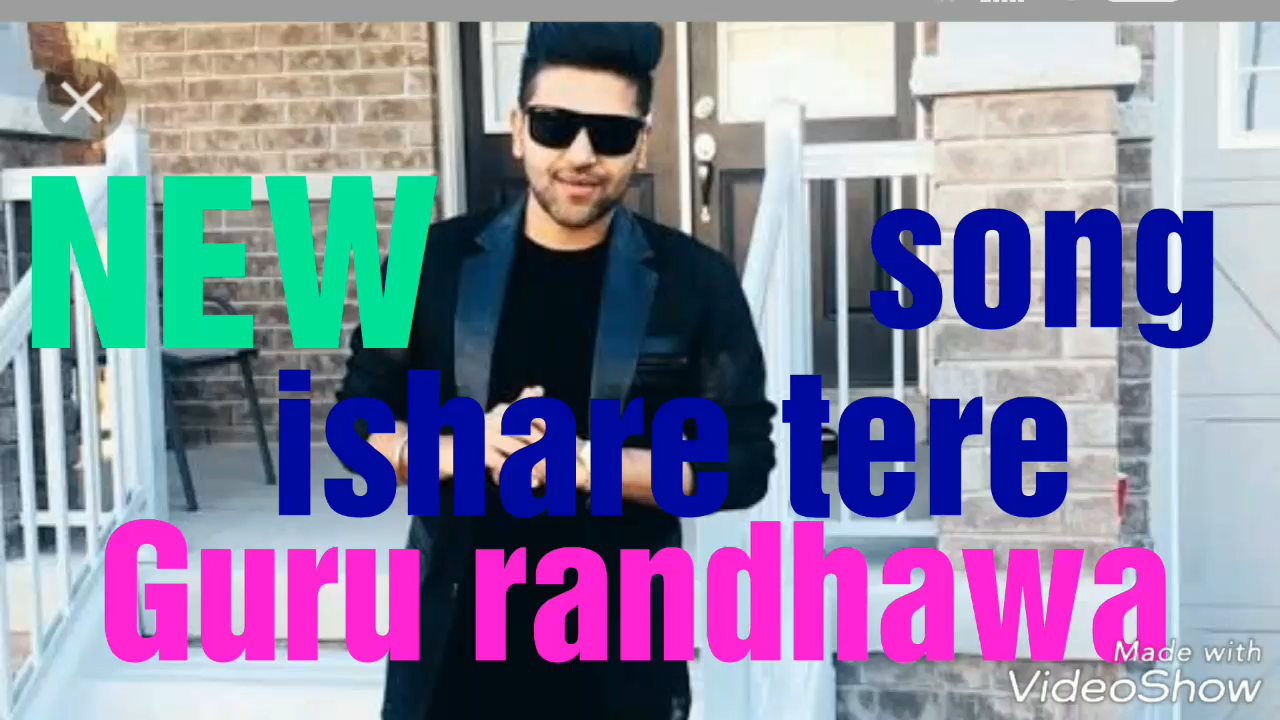 NEW song
ishare tere
Guru randhawa
Made with
VideoShow